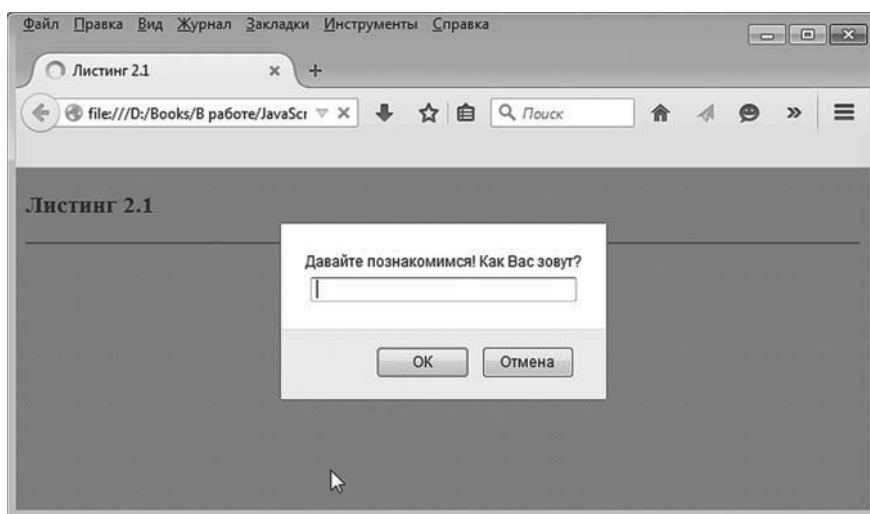 Файл Правка Вид Журнал Закладки Инструменты Справка
Листинг 2.1
file:///D:/Books/В работе/JavaScr
Поиск
Листинг 2.1
Давайте познакомимся! Как Вас зовут?
ОК
Отмена